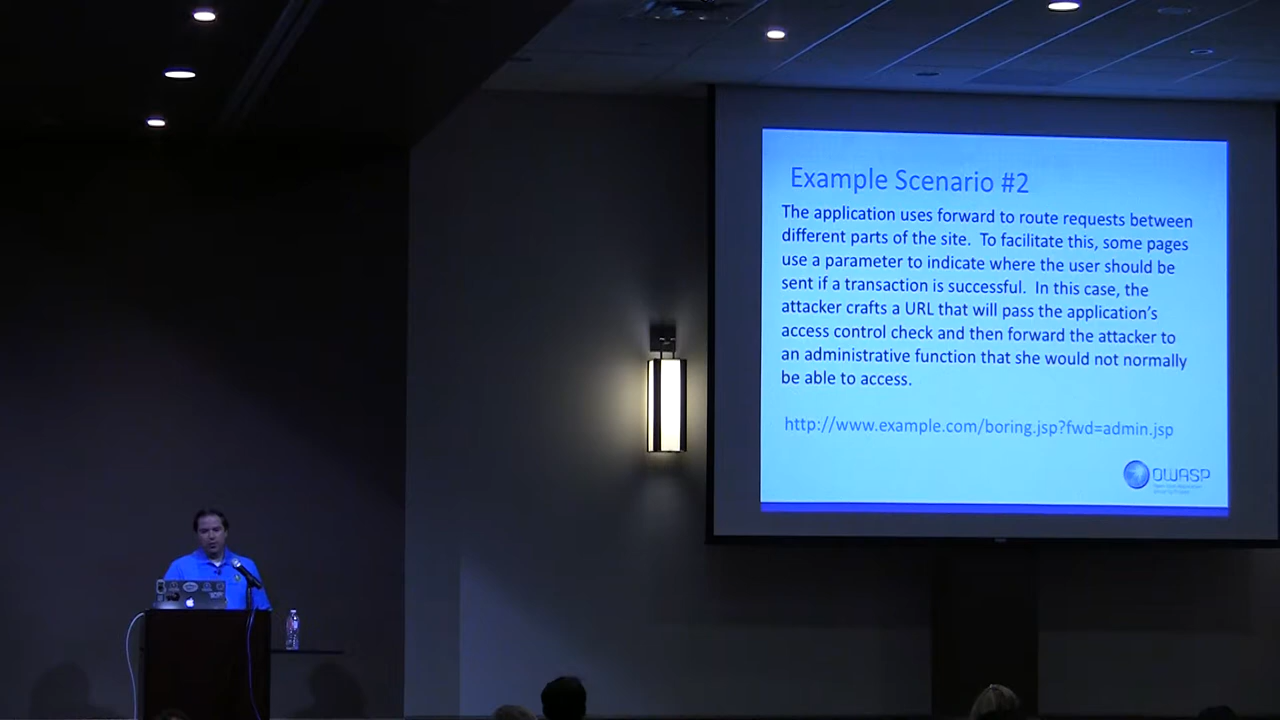 Example Scenario #2
The application uses forward to route requests between
different parts of the site. To facilitate this, some pages
use a parameter to indicate where the user should be
sent if a transaction is successful. In this case, the
attacker crafts a URL that will pass the application's
access control check and then forward the attacker to
an administrative function that she would not normally
be able to access.
http://www.example.com/boring.jsp?fwd=admin.jsp
OWASP